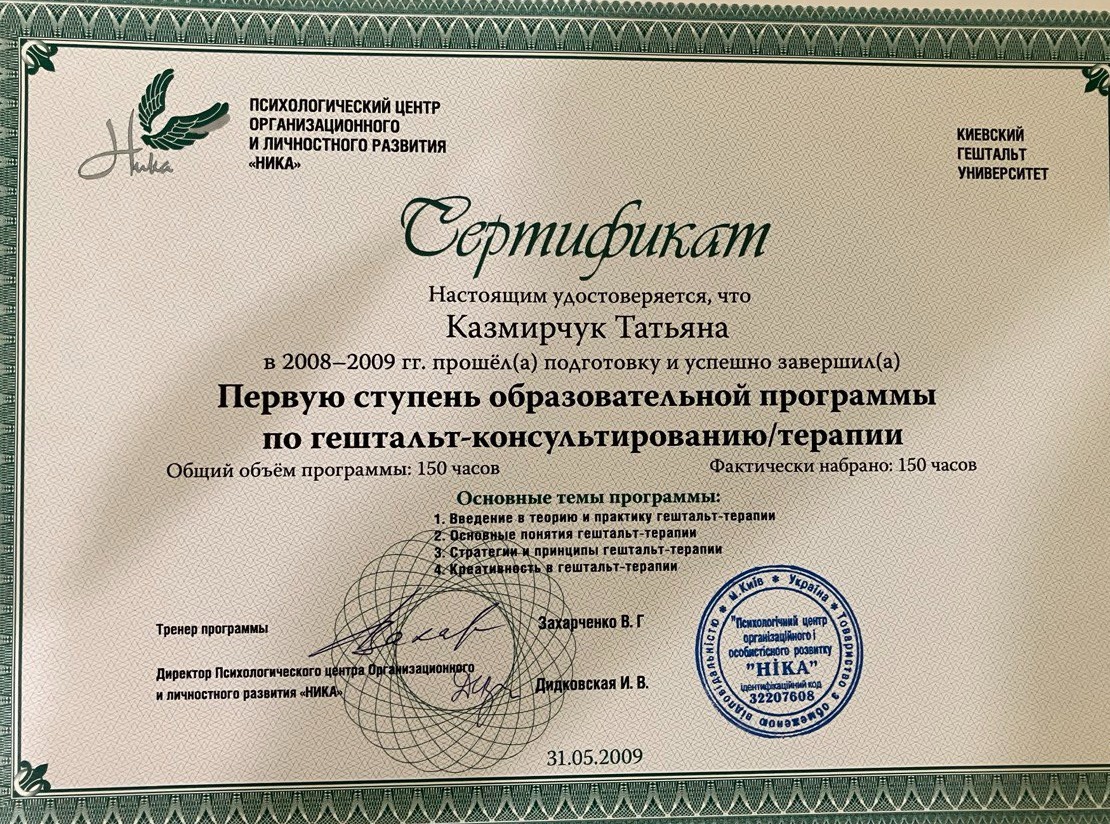 Ника
ПСИХОЛОГИЧЕСКИЙ ЦЕНТР
ОРГАНИЗАЦИОННОГО
И ЛИЧНОСТНОГО РАЗВИТИЯ
«НИКА»
КИЕВСКИЙ
ГЕШТАЛЬТ
УНИВЕРСИТЕТ
Сертификат
Настоящим удостоверяется, что
Казмирчук Татьяна
в 2008–2009 гг. прошёл(а) подготовку и успешно завершил(а)
Первую ступень образовательной программы
по гештальт-консультированию/терапии
Общий объём программы: 150 часов
Фактически набрано: 150 часов
Основные темы программы:
1. Введение в теорию и практику гештальт-терапии
2. Основные понятия гештальт-терапии
3. Стратегии и принципы гештальт-терапии
4. Креативность в гештальт-терапии
Тренер программы
Захарченко В. Г
Директор Психологического центра Организационного
и личностного развития «НИКА»
Дидковская И. В.
м.Київ * Україна * Товариство з обмеженою відповідальністю *
"Психологічний центр
організаційного і
особистісного розвитку
"НІКА"
ідентифікаційний код
32207608
31.05.2009